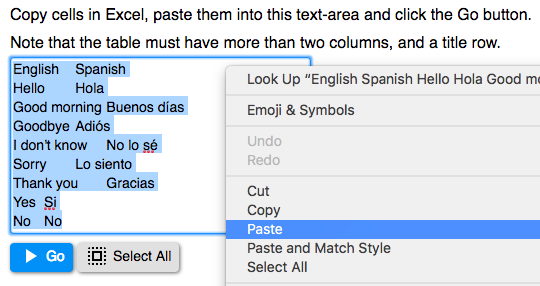 Copy cells in Excel, paste them into this text-area and click the Go button.
Note that the table must have more than two columns, and a title row.
English Spanish
Hello Hola
Good morning Buenos días
Goodbye Adiós
I don't know No lo sé
Sorry Lo siento
Thank you Gracias
Yes Si
No No
Go Select All
Look Up “English Spanish Hello Hola Good
Emoji & Symbols
Undo
Redo
Cut
Copy
Paste
Paste and Match Style
Select All